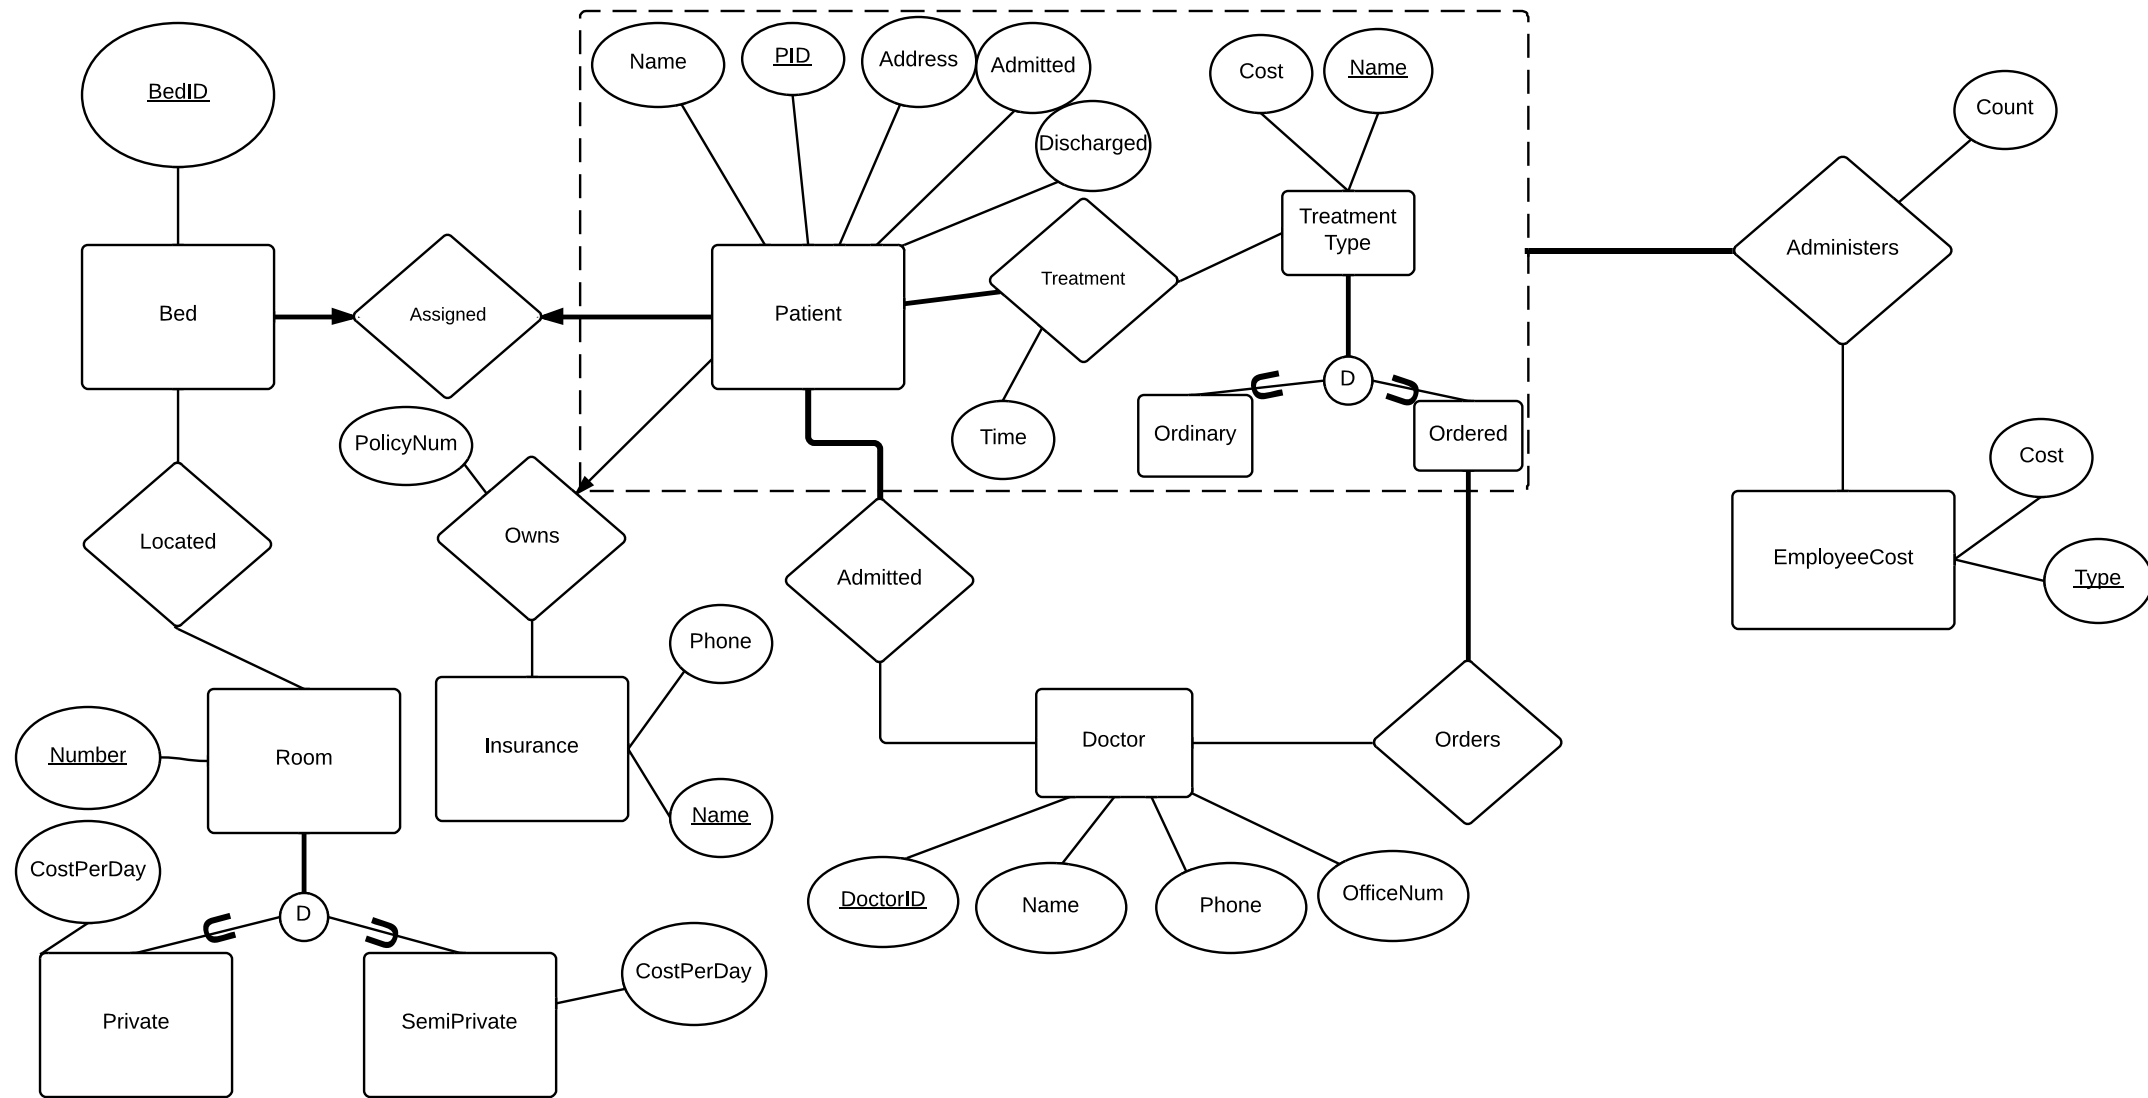 Name
PID
Address
Admitted
Cost
Name
BedID
Count
Discharged
Treatment
Type
Administers
Bed
Assigned
Patient
Treatment
D
PolicyNum
Time
Ordinary
Ordered
Cost
Located
Owns
Admitted
EmployeeCost
Type
Phone
Number
Room
Insurance
Doctor
Orders
Name
CostPerDay
D
DoctorID
Name
Phone
OfficeNum
CostPerDay
Private
SemiPrivate